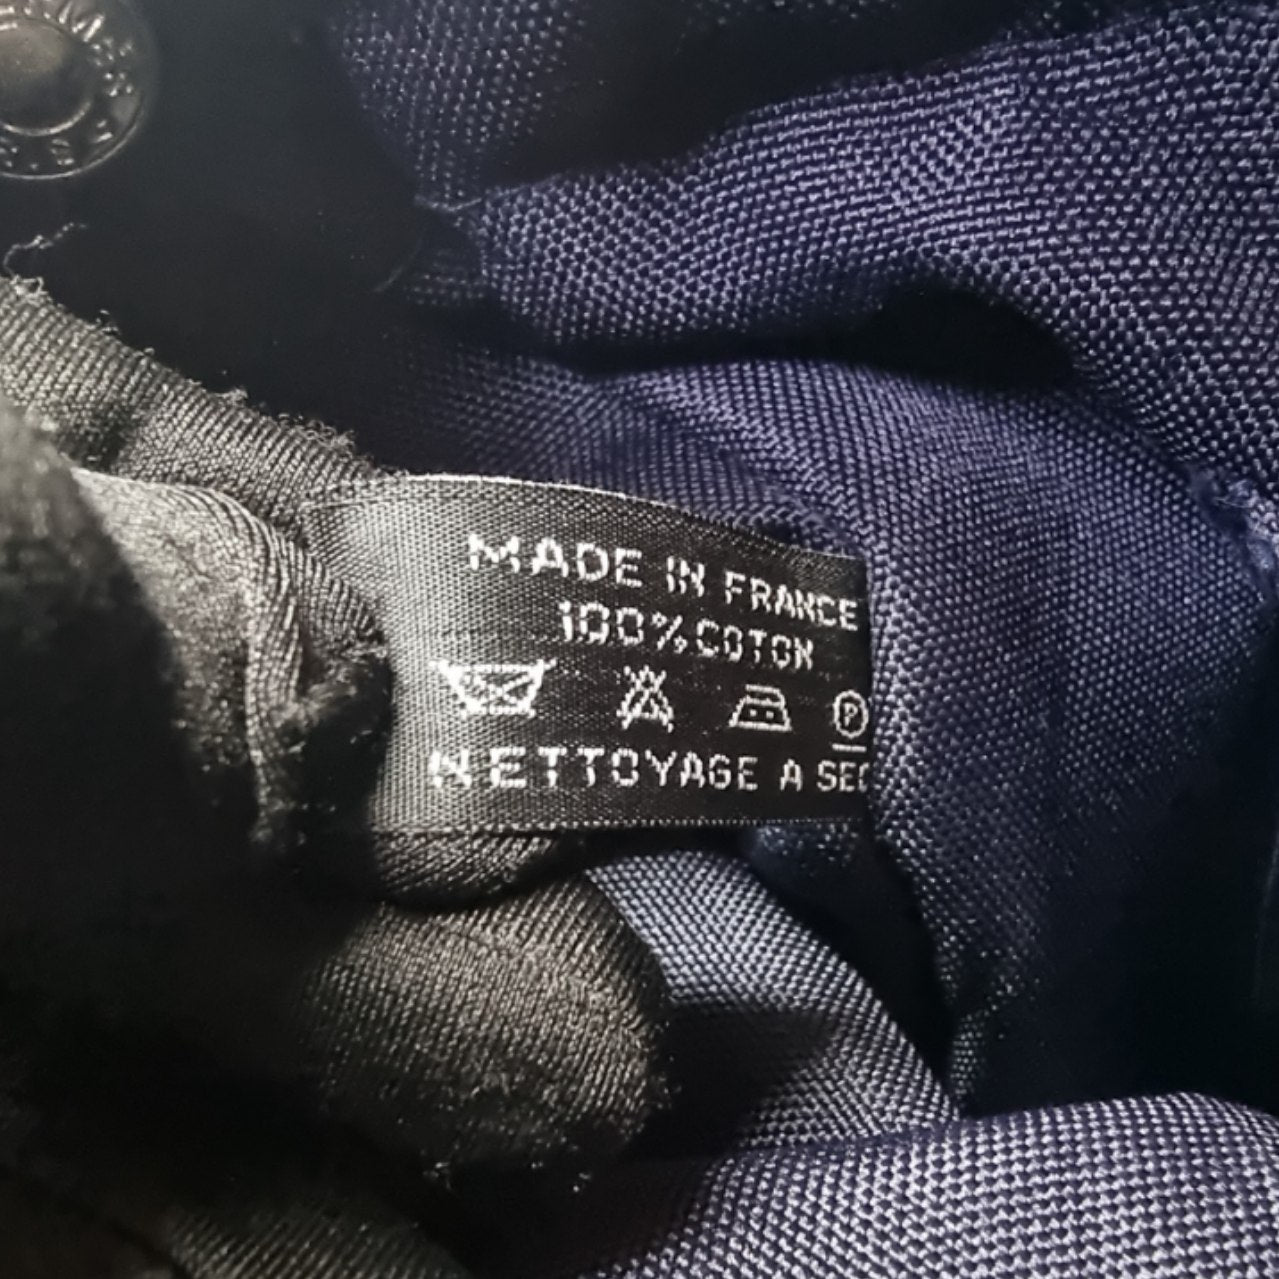 MADE IN FRANCE
100% COTON
P
NETTOYAGE A SEC